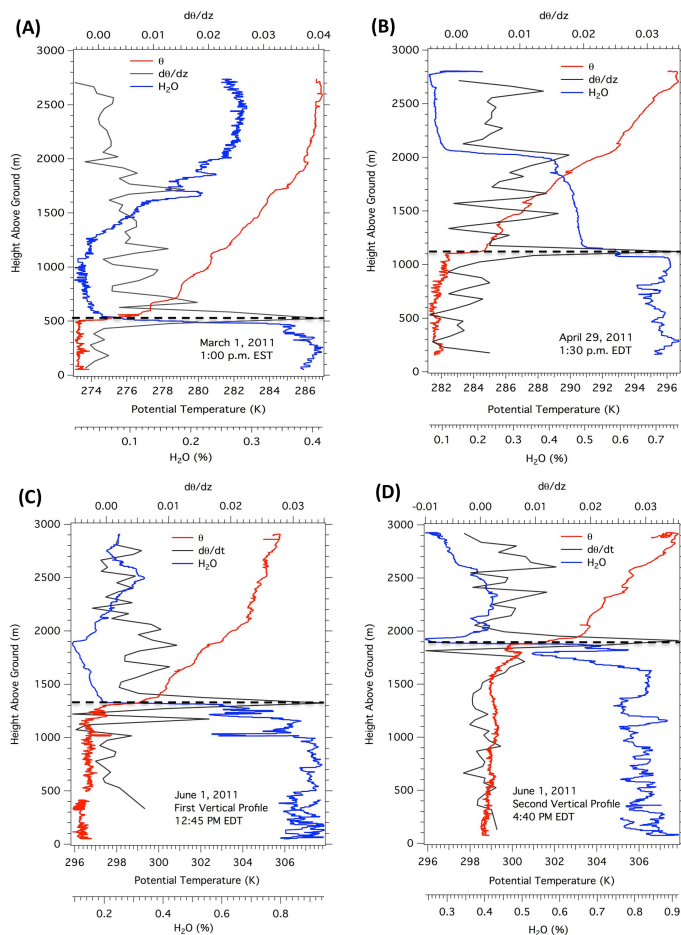 (A)
dθ/dz
0.00 0.01 0.02 0.03 0.04
3000
2500
2000
1500
1000
500
0
Height Above Ground (m)
θ
dθ/dz
H2O
March 1, 2011
1:00 p.m. EST
274 276 278 280 282 284 286
Potential Temperature (K)
0.1 0.2 0.3 0.4
H2O (%)
(B)
dθ/dz
0.00 0.01 0.02 0.03
3000
2500
2000
1500
1000
500
0
Height Above Ground (m)
θ
dθ/dz
H2O
April 29, 2011
1:30 p.m. EDT
282 284 286 288 290 292 294 296
Potential Temperature (K)
0.1 0.2 0.3 0.4 0.5 0.6 0.7
H2O (%)
(C)
dθ/dz
0.00 0.01 0.02 0.03
3000
2500
2000
1500
1000
500
0
Height Above Ground (m)
θ
dθ/dt
H2O
June 1, 2011
First Vertical Profile
12:45 PM EDT
296 298 300 302 304 306
Potential Temperature (K)
0.2 0.4 0.6 0.8
H2O (%)
(D)
dθ/dz
-0.01 0.00 0.01 0.02 0.03
3000
2500
2000
1500
1000
500
0
Height Above Ground (m)
θ
dθ/dt
H2O
June 1, 2011
Second Vertical Profile
4:40 PM EDT
296 298 300 302 304 306
Potential Temperature (K)
0.3 0.4 0.5 0.6 0.7 0.8 0.9
H2O (%)